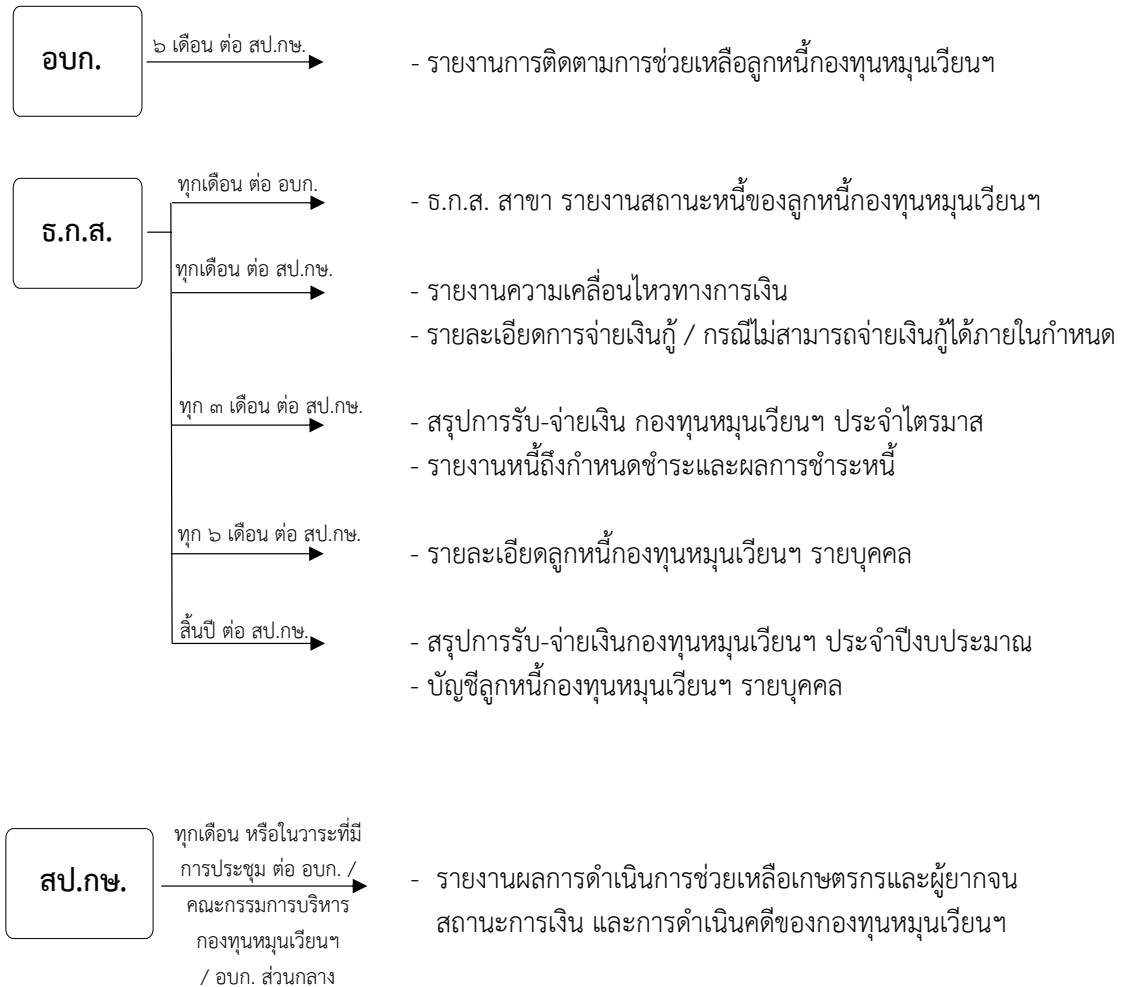 อบก.
๖ เดือน ต่อ สป.กษ.
- รายงานการติดตามการช่วยเหลือลูกหนี้กองทุนหมุนเวียนฯ
ธ.ก.ส.
ทุกเดือน ต่อ อบก.
- ธ.ก.ส. สาขา รายงานสถานะหนี้ของลูกหนี้กองทุนหมุนเวียนฯ
ทุกเดือน ต่อ สป.กษ.
- รายงานความเคลื่อนไหวทางการเงิน
- รายละเอียดการจ่ายเงินกู้ / กรณีไม่สามารถจ่ายเงินกู้ได้ภายในกำหนด
ทุก ๓ เดือน ต่อ สป.กษ.
- สรุปการรับ-จ่ายเงิน กองทุนหมุนเวียนฯ ประจำไตรมาส
- รายงานหนี้ถึงกำหนดชำระและผลการชำระหนี้
ทุก ๖ เดือน ต่อ สป.กษ.
- รายละเอียดลูกหนี้กองทุนหมุนเวียนฯ รายบุคคล
สิ้นปี ต่อ สป.กษ.
- สรุปการรับ-จ่ายเงินกองทุนหมุนเวียนฯ ประจำปีงบประมาณ
- บัญชีลูกหนี้กองทุนหมุนเวียนฯ รายบุคคล
สป.กษ.
ทุกเดือน หรือในวาระที่มี
การประชุม ต่อ อบก. /
คณะกรรมการบริหาร
กองทุนหมุนเวียนฯ
/ อบก. ส่วนกลาง
- รายงานผลการดำเนินการช่วยเหลือเกษตรกรและผู้ยากจน
สถานะการเงิน และการดำเนินคดีของกองทุนหมุนเวียนฯ